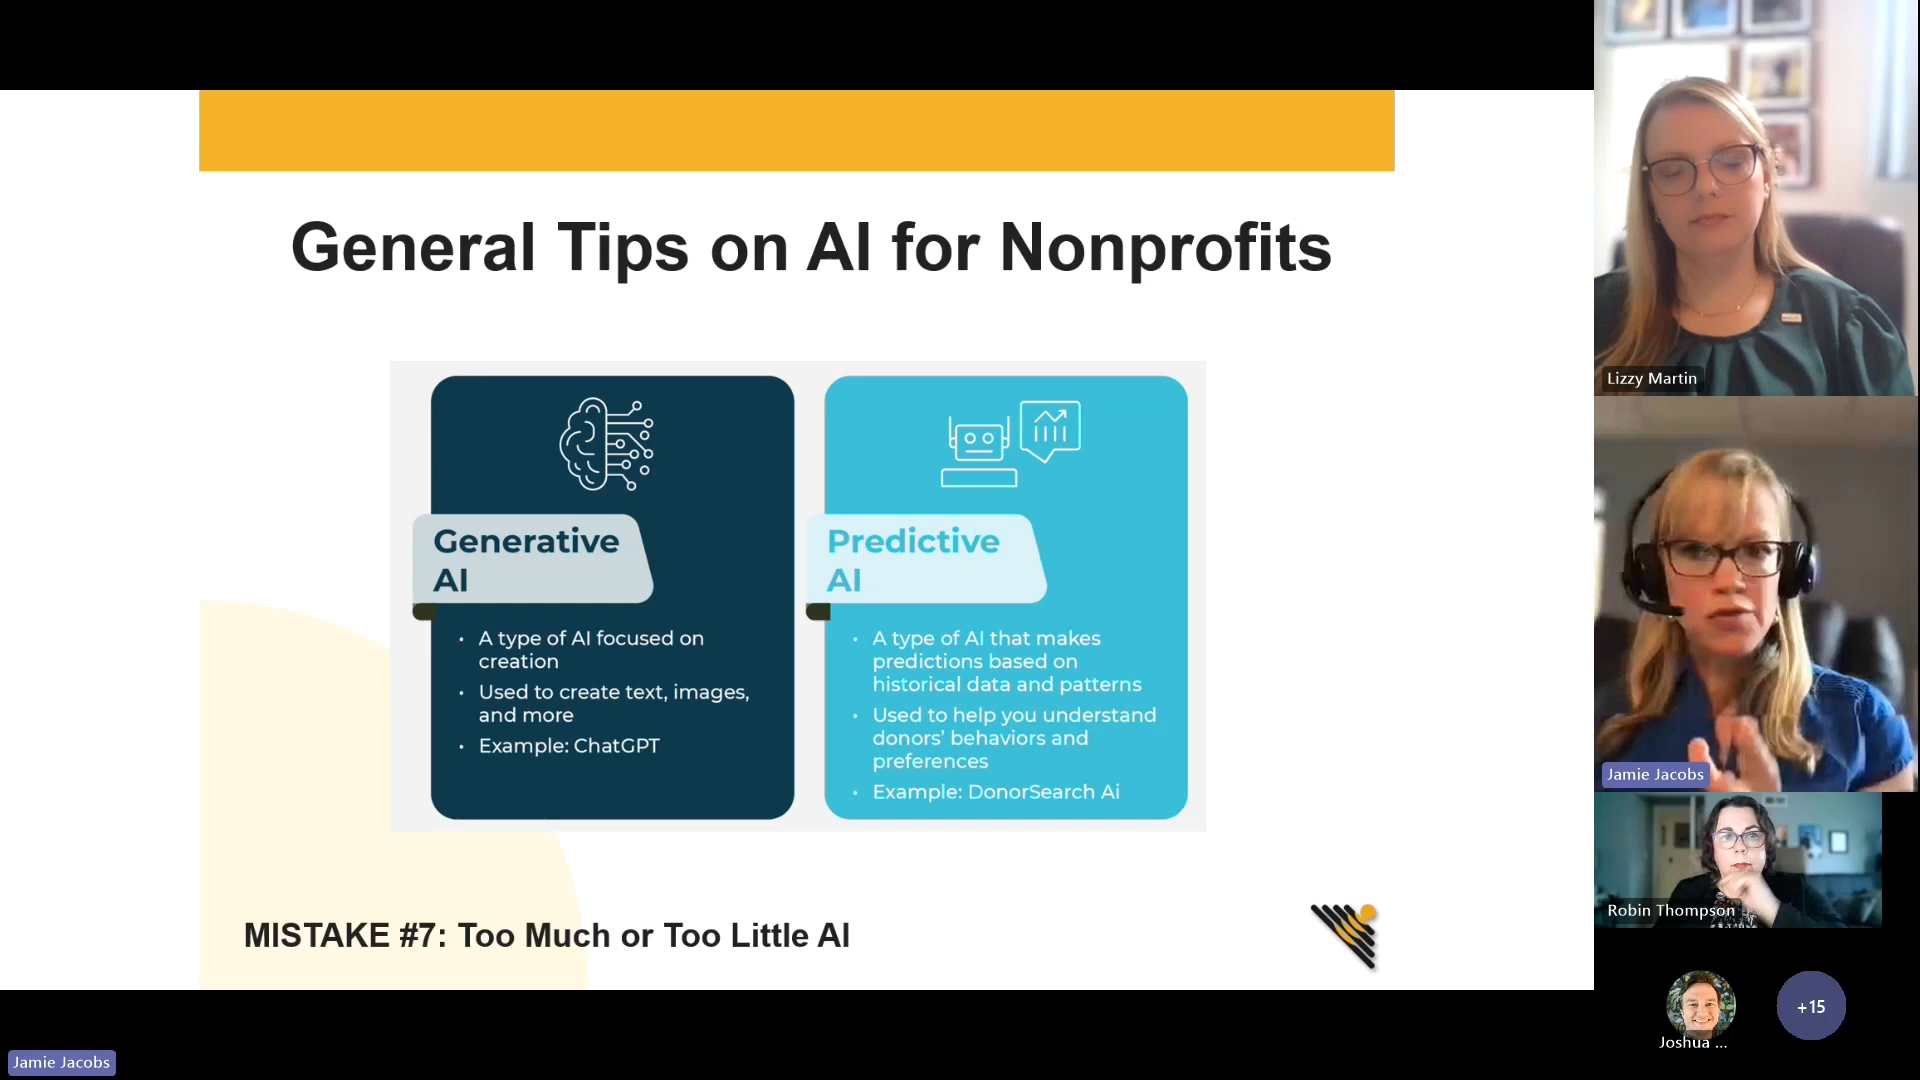 General Tips on AI for Nonprofits
Generative
AI
• A type of AI focused on
creation
• Used to create text, images,
and more
• Example: ChatGPT
Predictive
AI
• A type of AI that makes
predictions based on
historical data and patterns
• Used to help you understand
donors' behaviors and
preferences
• Example: DonorSearch Ai
MISTAKE #7: Too Much or Too Little AI
Lizzy Martin
Jamie Jacobs
Robin Thompson
Joshua ...
+15
Jamie Jacobs